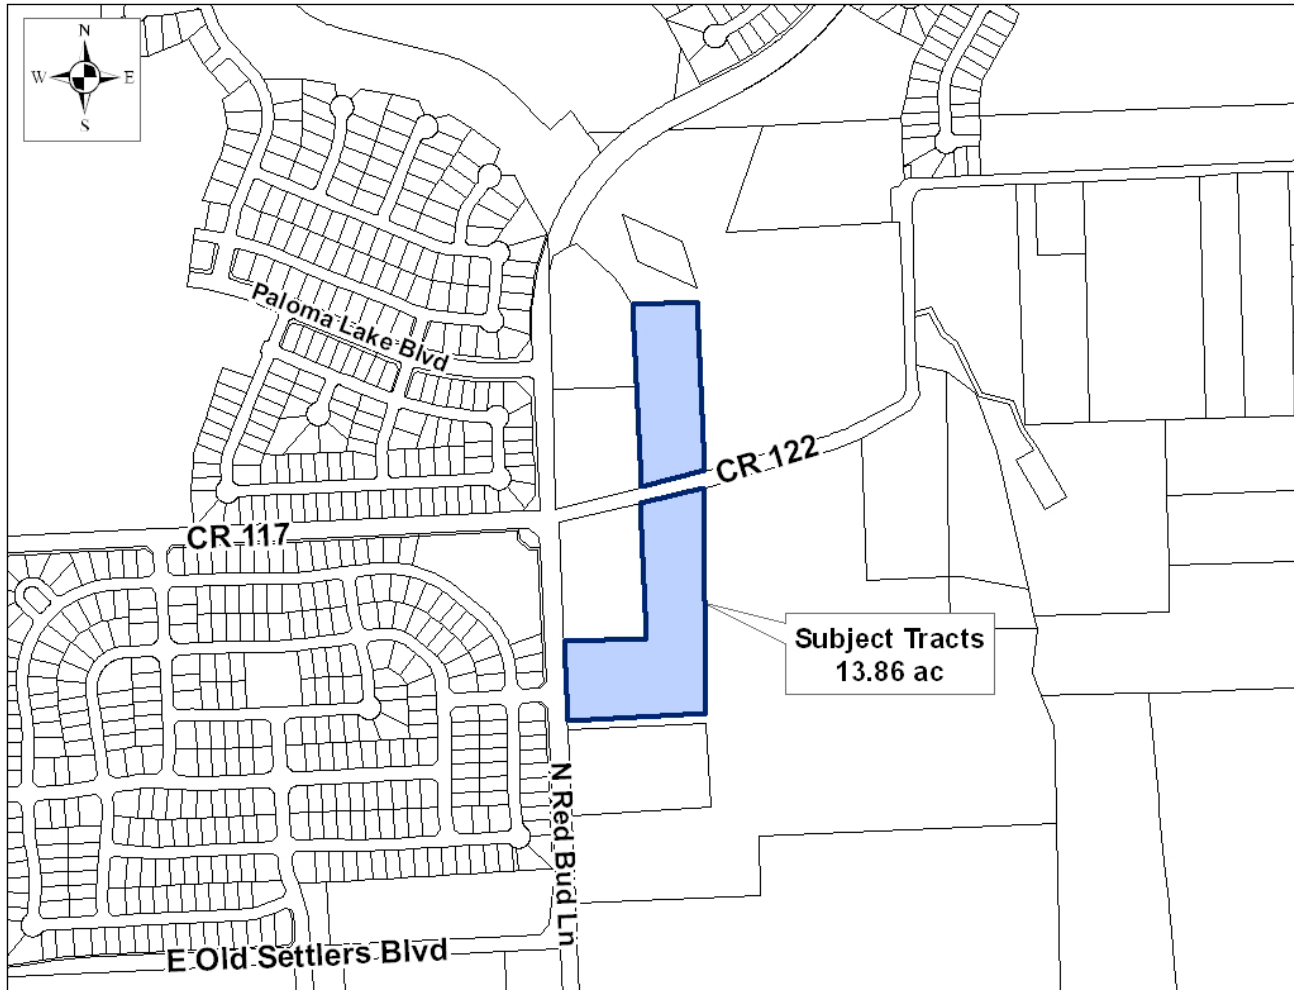 N
W E
S
Paloma Lake Blvd
CR 122
CR 117
Subject Tracts
13.86 ac
N Red Bud Ln
E Old Settlers Blvd